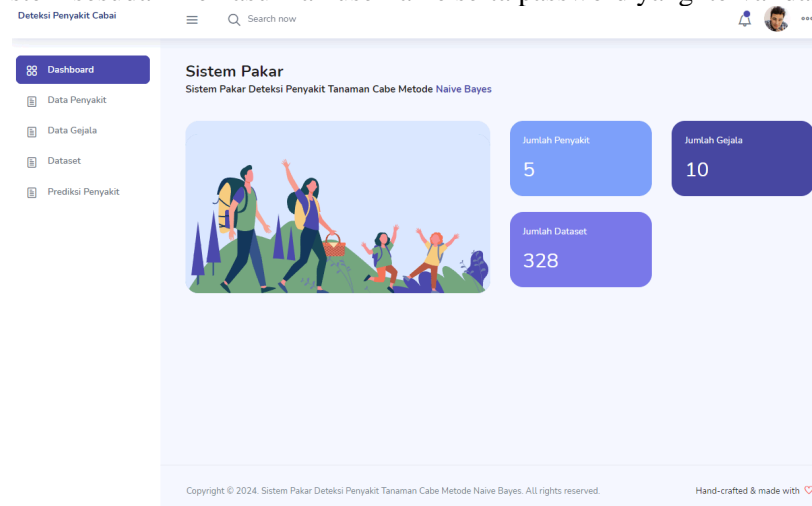 Deteksi Penyakit Cabai
Search now
Dashboard
Data Penyakit
Data Gejala
Dataset
Prediksi Penyakit
Sistem Pakar
Sistem Pakar Deteksi Penyakit Tanaman Cabe Metode Naive Bayes
Jumlah Penyakit
5
Jumlah Gejala
10
Jumlah Dataset
328
Copyright © 2024. Sistem Pakar Deteksi Penyakit Tanaman Cabe Metode Naive Bayes. All rights reserved.
Hand-crafted & made with